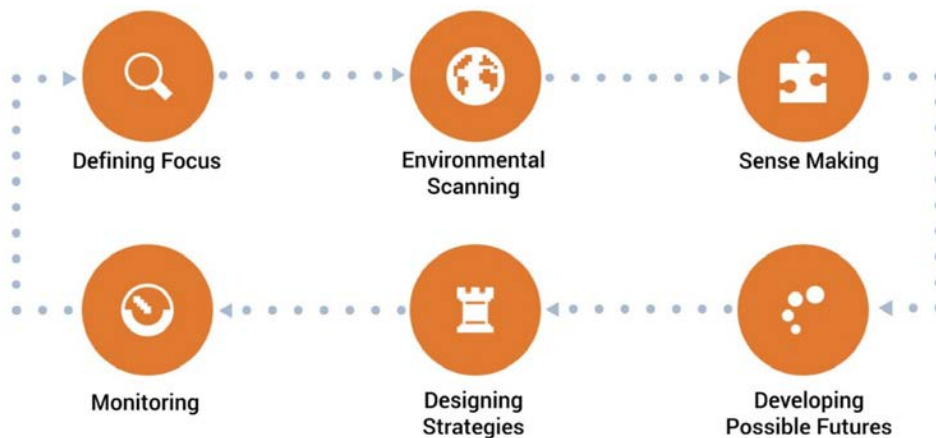 Defining Focus
Environmental
Scanning
Sense Making
Developing
Possible Futures
Designing
Strategies
Monitoring